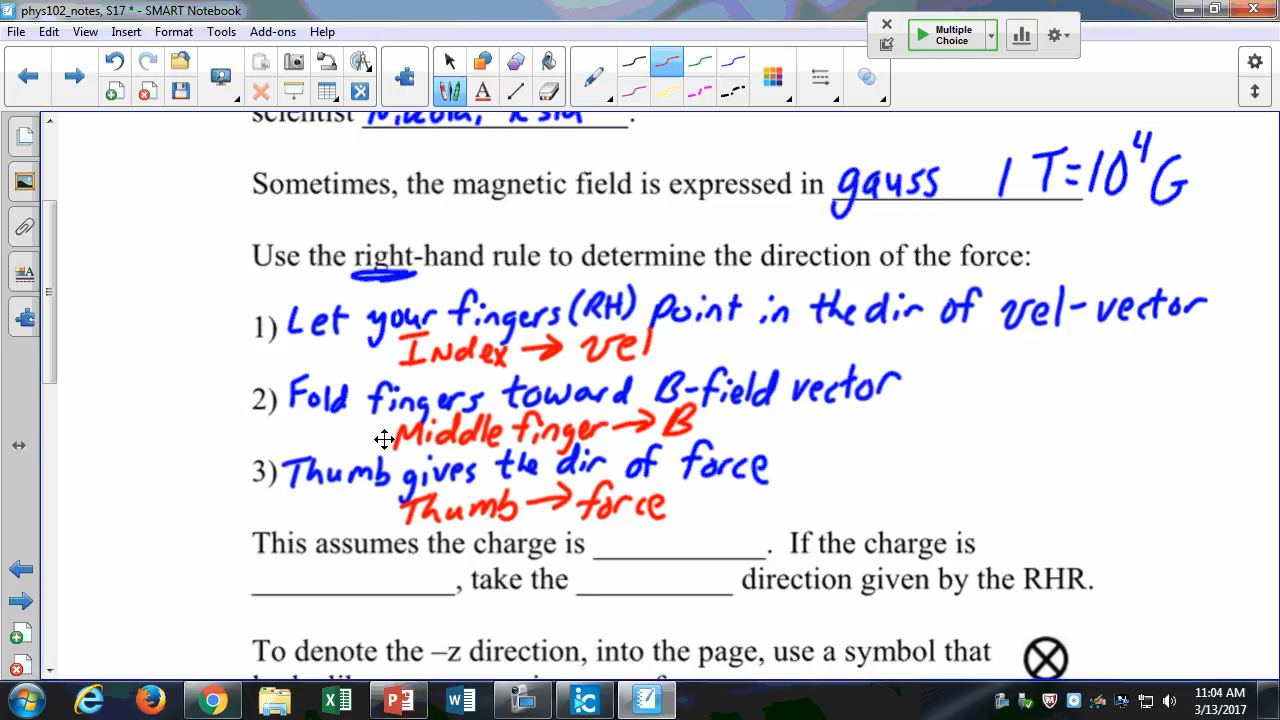 phys102_notes, S17 * - SMART Notebook
File Edit View Insert Format Tools Add-ons Help
Multiple
Choice
scientist
Sometimes, the magnetic field is expressed in gauss 1 T=10⁴G
Use the right-hand rule to determine the direction of the force:
1) Let your fingers (RH) point in the dir of vel-vector
Index → vel
2) Fold fingers toward B-field vector
Middle finger → B
3) Thumb gives the dir of force
Thumb → force
This assumes the charge is ____________. If the charge is
______________, take the ___________ direction given by the RHR.
To denote the –z direction, into the page, use a symbol that
11:04 AM
3/13/2017